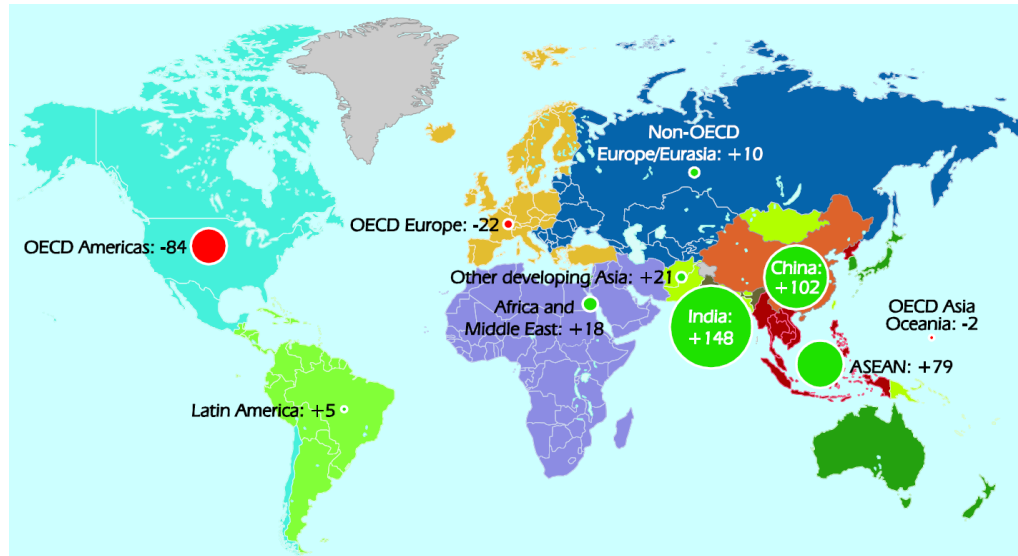 Non-OECD
Europe/Eurasia: +10
OECD Europe: -22
OECD Americas: -84
Other developing Asia: +21
China:
+102
Africa and
Middle East: +18
India:
+148
OECD Asia
Oceania: -2
ASEAN: +79
Latin America: +5